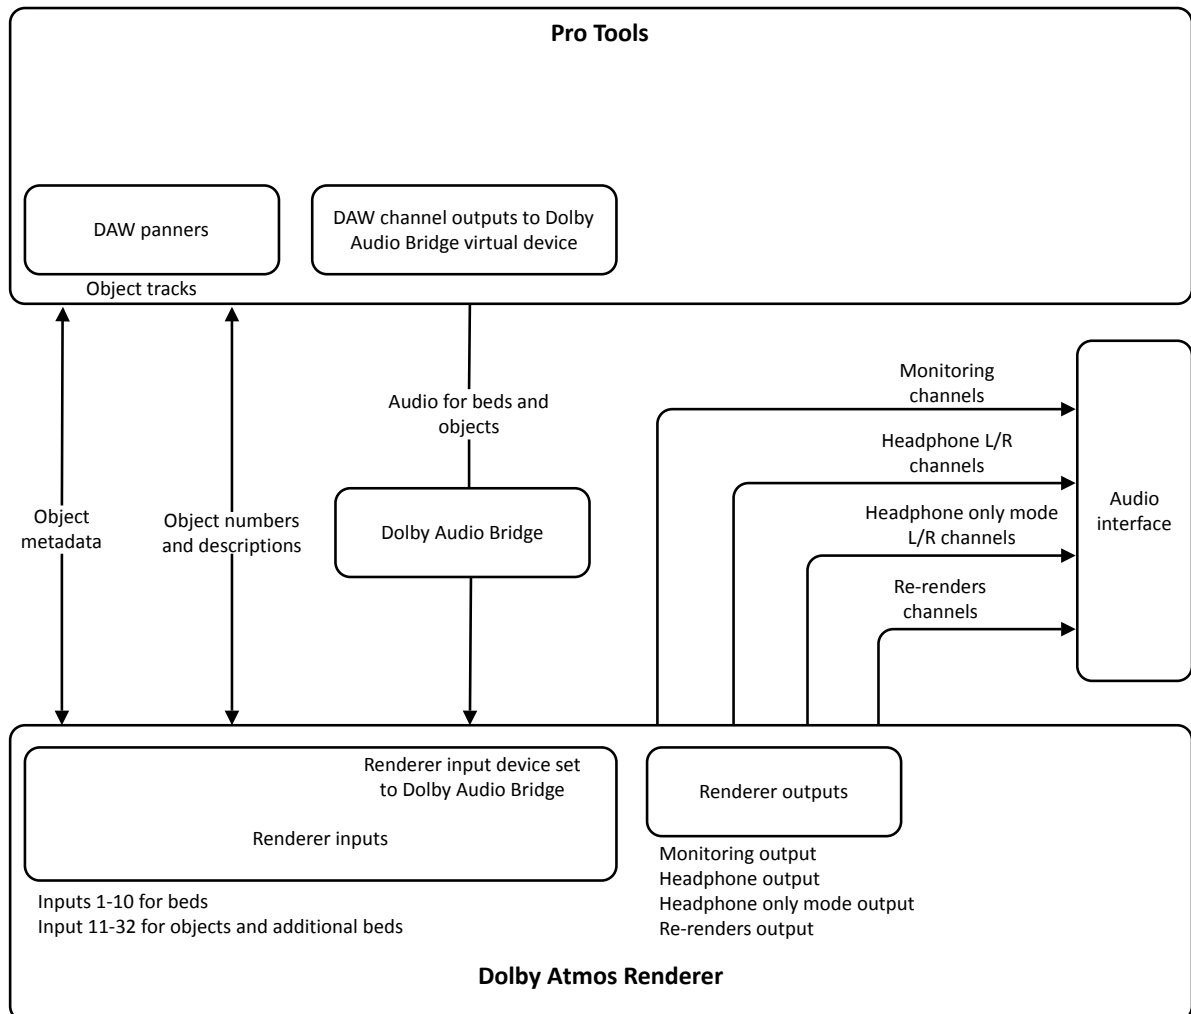 Pro Tools
DAW panners
DAW channel outputs to Dolby
Audio Bridge virtual device
Object tracks
Monitoring
channels
Audio for beds and
objects
Headphone L/R
channels
Object
metadata
Object numbers
and descriptions
Dolby Audio Bridge
Headphone only mode
L/R channels
Audio
interface
Re-renders
channels
Renderer input device set
to Dolby Audio Bridge
Renderer inputs
Renderer outputs
Inputs 1-10 for beds
Input 11-32 for objects and additional beds
Monitoring output
Headphone output
Headphone only mode output
Re-renders output
Dolby Atmos Renderer